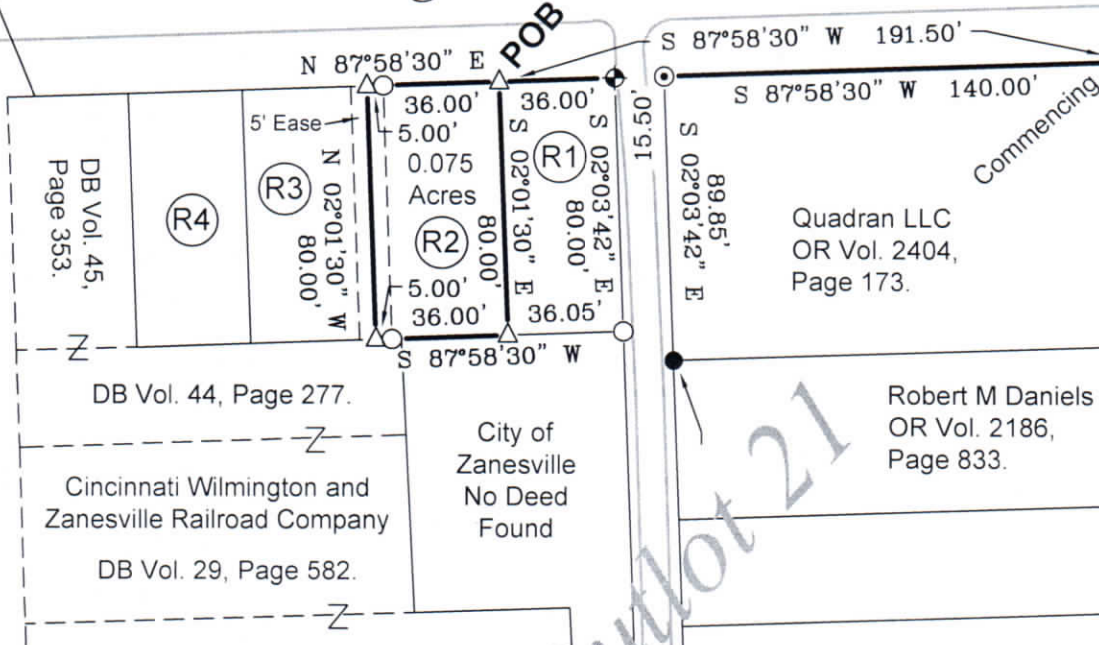 POB
S 87°58'30" W 191.50'
N 87°58'30" E
S 87°58'30" W 140.00'
Commencing
36.00'
36.00'
15.50'
5' Ease
5.00'
0.075
Acres
R1
R2
R3
R4
DB Vol. 45,
Page 353.
N 02°01'30" W
80.00'
S 02°01'30" E
80.00'
S 02°03'42" E
80.00'
S 02°03'42" E
89.85'
Quadran LLC
OR Vol. 2404,
Page 173.
5.00'
36.00'
36.05'
S 87°58'30" W
Z
DB Vol. 44, Page 277.
Z
City of
Zanesville
No Deed
Found
Robert M Daniels
OR Vol. 2186,
Page 833.
Cincinnati Wilmington and
Zanesville Railroad Company
DB Vol. 29, Page 582.
Z
utlot 21